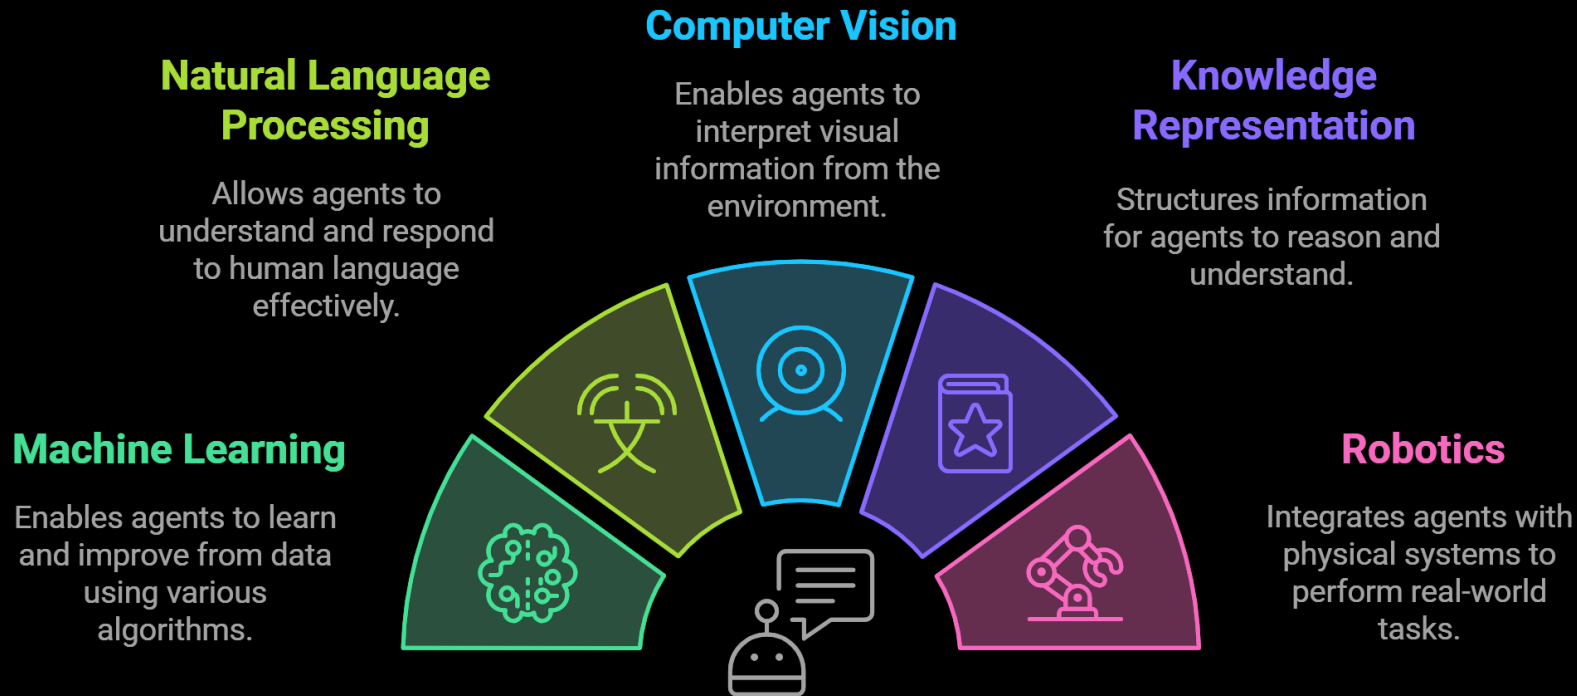 Computer Vision
Enables agents to
interpret visual
information from the
environment.
Natural Language
Processing
Allows agents to
understand and respond
to human language
effectively.
Knowledge
Representation
Structures information
for agents to reason and
understand.
Machine Learning
Enables agents to learn
and improve from data
using various
algorithms.
Robotics
Integrates agents with
physical systems to
perform real-world
tasks.
文